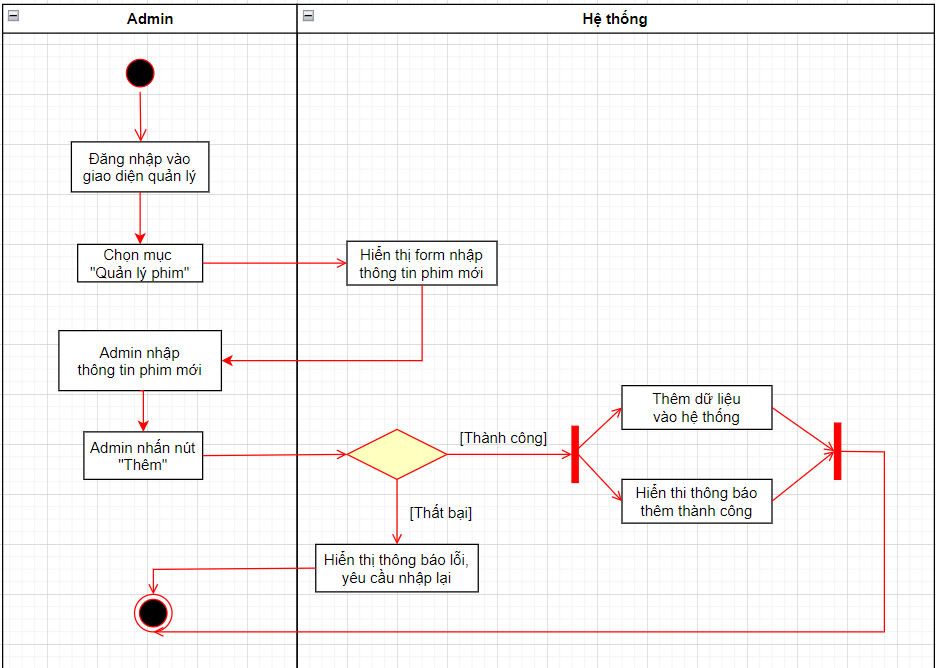 Admin
Hệ thống
Đăng nhập vào
giao diện quản lý
Chọn mục
"Quản lý phim"
Hiển thị form nhập
thông tin phim mới
Admin nhập
thông tin phim mới
Admin nhấn nút
"Thêm"
[Thành công]
Thêm dữ liệu
vào hệ thống
Hiển thi thông báo
thêm thành công
[Thất bại]
Hiển thị thông báo lỗi,
yêu cầu nhập lại